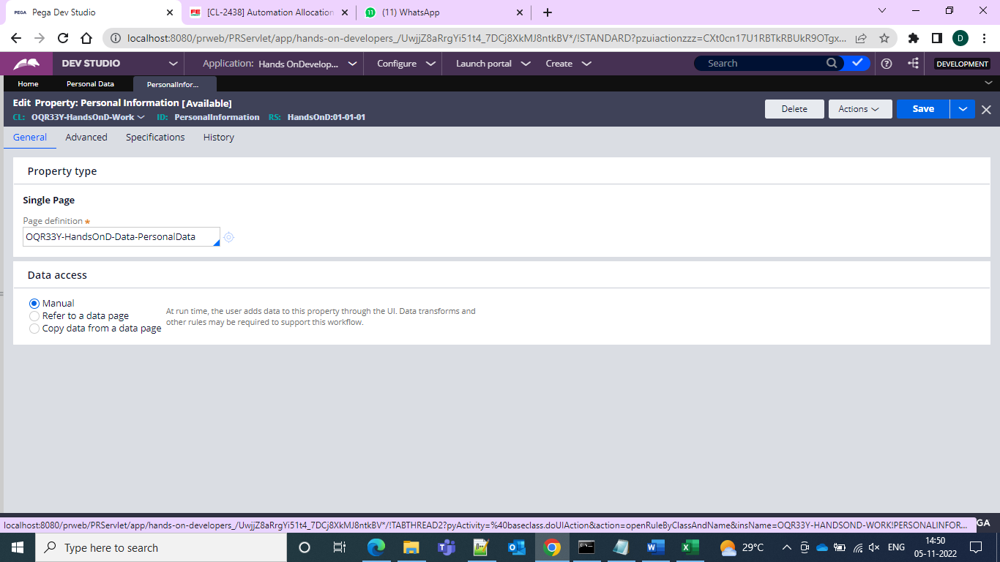 PEGA Pega Dev Studio
[CL-2438] Automation Allocation
(11) WhatsApp
localhost:8080/prweb/PRServlet/app/hands-on-developers_/UwjjZ8aRrgYi51t4_7DCj8XkMJ8ntkBV*/!STANDARD?pzuiactionzzz=CXt0cn17U1RBTkRBUkR9OTgx...
D
DEV STUDIO Application: Hands OnDevelop... Configure Launch portal Create Search DEVELOPMENT
Home Personal Data PersonalInfor...
Edit Property: Personal Information [Available]
CL: OQR33Y-HandsOnD-Work ID: PersonalInformation RS: HandsOnD:01-01-01
Delete Actions Save
General Advanced Specifications History
Property type
Single Page
Page definition *
OQR33Y-HandsOnD-Data-PersonalData
Data access
Manual
Refer to a data page
Copy data from a data page
At run time, the user adds data to this property through the UI. Data transforms and
other rules may be required to support this workflow.
localhost:8080/prweb/PRServlet/app/hands-on-developers_/UwjjZ8aRrgYi51t4_7DCj8XkMJ8ntkBV*/!TABTHREAD2?pyActivity=%40baseclass.doUIAction&action=openRuleByClassAndName&insName=OQR33Y-HANDSOND-WORK!PERSONALINFOR...
GA
Type here to search
29°C
ENG
14:50
05-11-2022